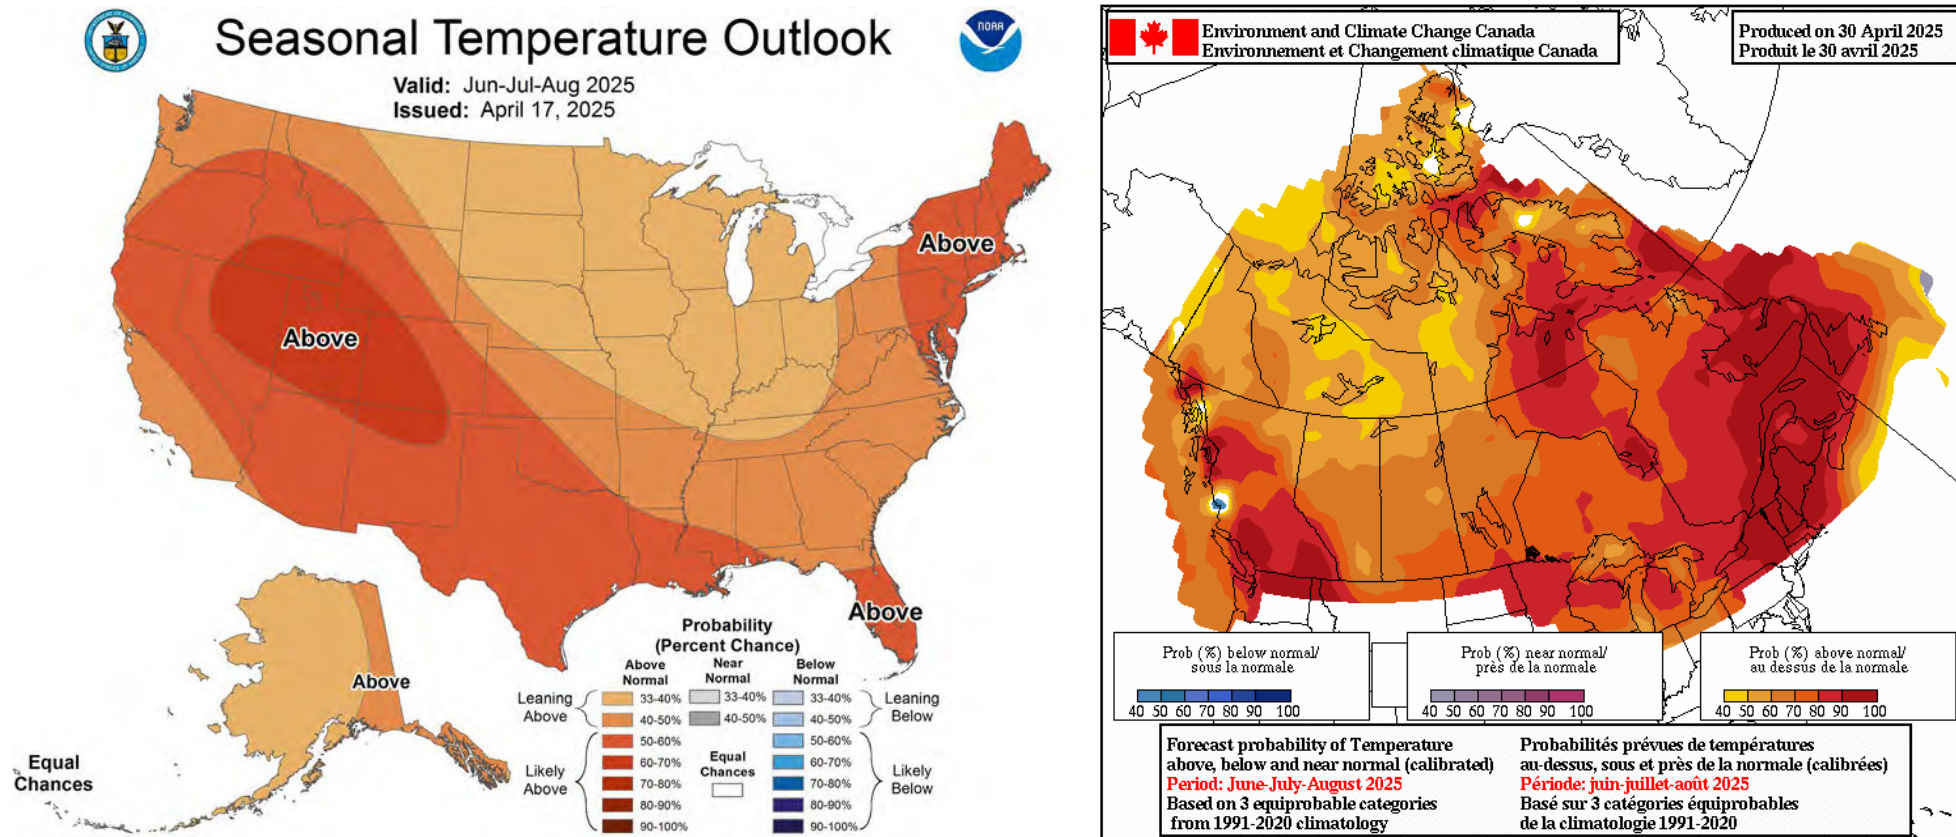 Seasonal Temperature Outlook
NOAA
Valid: Jun-Jul-Aug 2025
Issued: April 17, 2025
Above
Above
Above
Above
Equal
Chances
Probability
(Percent Chance)
Above
Normal
Near
Normal
Below
Normal
Leaning
Above
33-40%
40-50%
33-40%
40-50%
33-40%
40-50%
Leaning
Below
Likely
Above
50-60%
60-70%
70-80%
80-90%
90-100%
Equal
Chances
50-60%
60-70%
70-80%
80-90%
90-100%
Likely
Below
Environment and Climate Change Canada
Environnement et Changement climatique Canada
Produced on 30 April 2025
Produit le 30 avril 2025
Prob (%) below normal/
sous la normale
40 50 60 70 80 90 100
Prob (%) near normal/
près de la normale
40 50 60 70 80 90 100
Prob (%) above normal/
au dessus de la normale
40 50 60 70 80 90 100
Forecast probability of Temperature
above, below and near normal (calibrated)
Period: June-July-August 2025
Based on 3 equiprobable categories
from 1991-2020 climatology
Probabilités prévues de températures
au-dessus, sous et près de la normale (calibrées)
Période: juin-juillet-août 2025
Basé sur 3 catégories équiprobables
de la climatologie 1991-2020